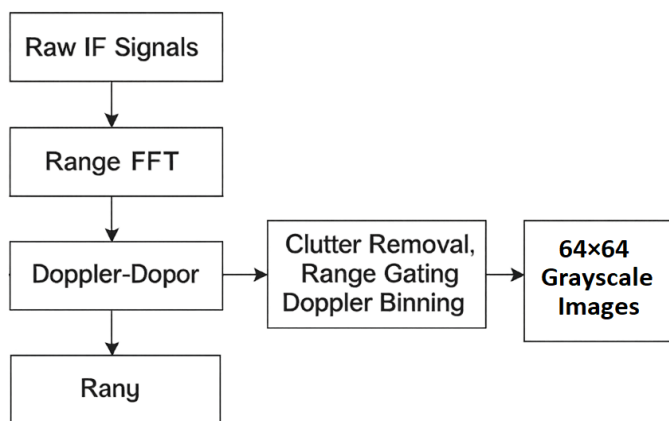 Raw IF Signals
Range FFT
Doppler-Dopor
Rany
Clutter Removal,
Range Gating
Doppler Binning
64×64
Grayscale
Images